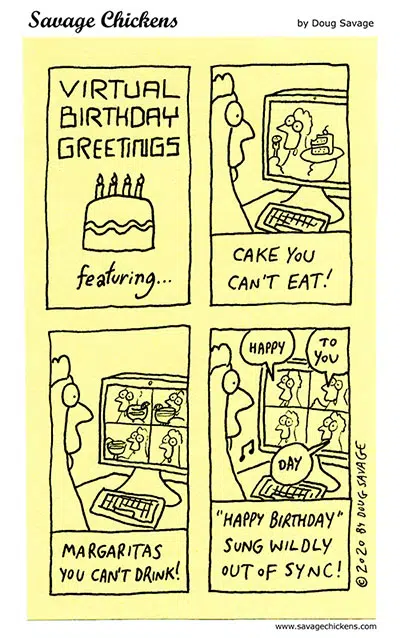 Savage Chickens
by Doug Savage
VIRTUAL
BIRTHDAY
GREETINGS
featuring...
CAKE YOU
CAN'T EAT!
MARGARITAS
YOU CAN'T DRINK!
HAPPY
TO
YOU
DAY
"HAPPY BIRTHDAY"
SUNG WILDLY
OUT OF SYNC!
© 2020 BY DOUG SAVAGE
www.savagechickens.com